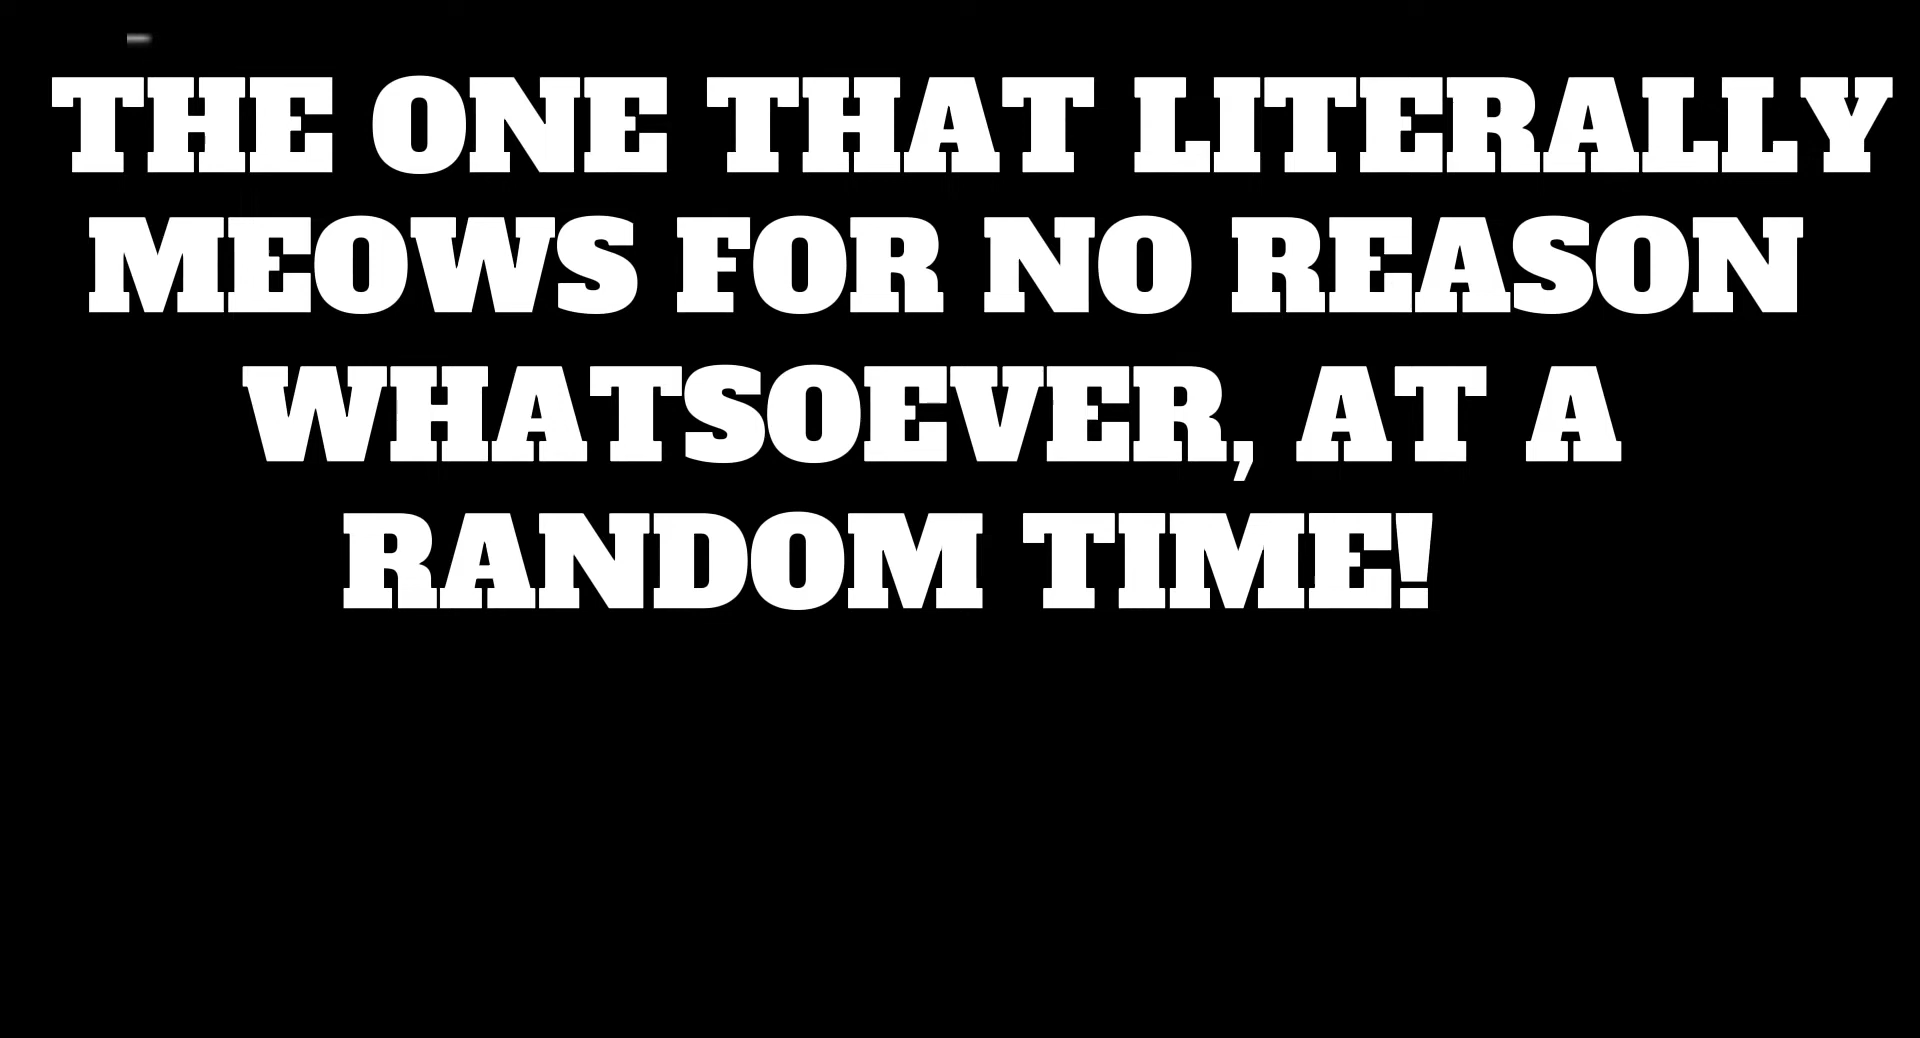 THE ONE THAT LITERALLY
MEOWS FOR NO REASON
WHATSOEVER, AT A
RANDOM TIME!